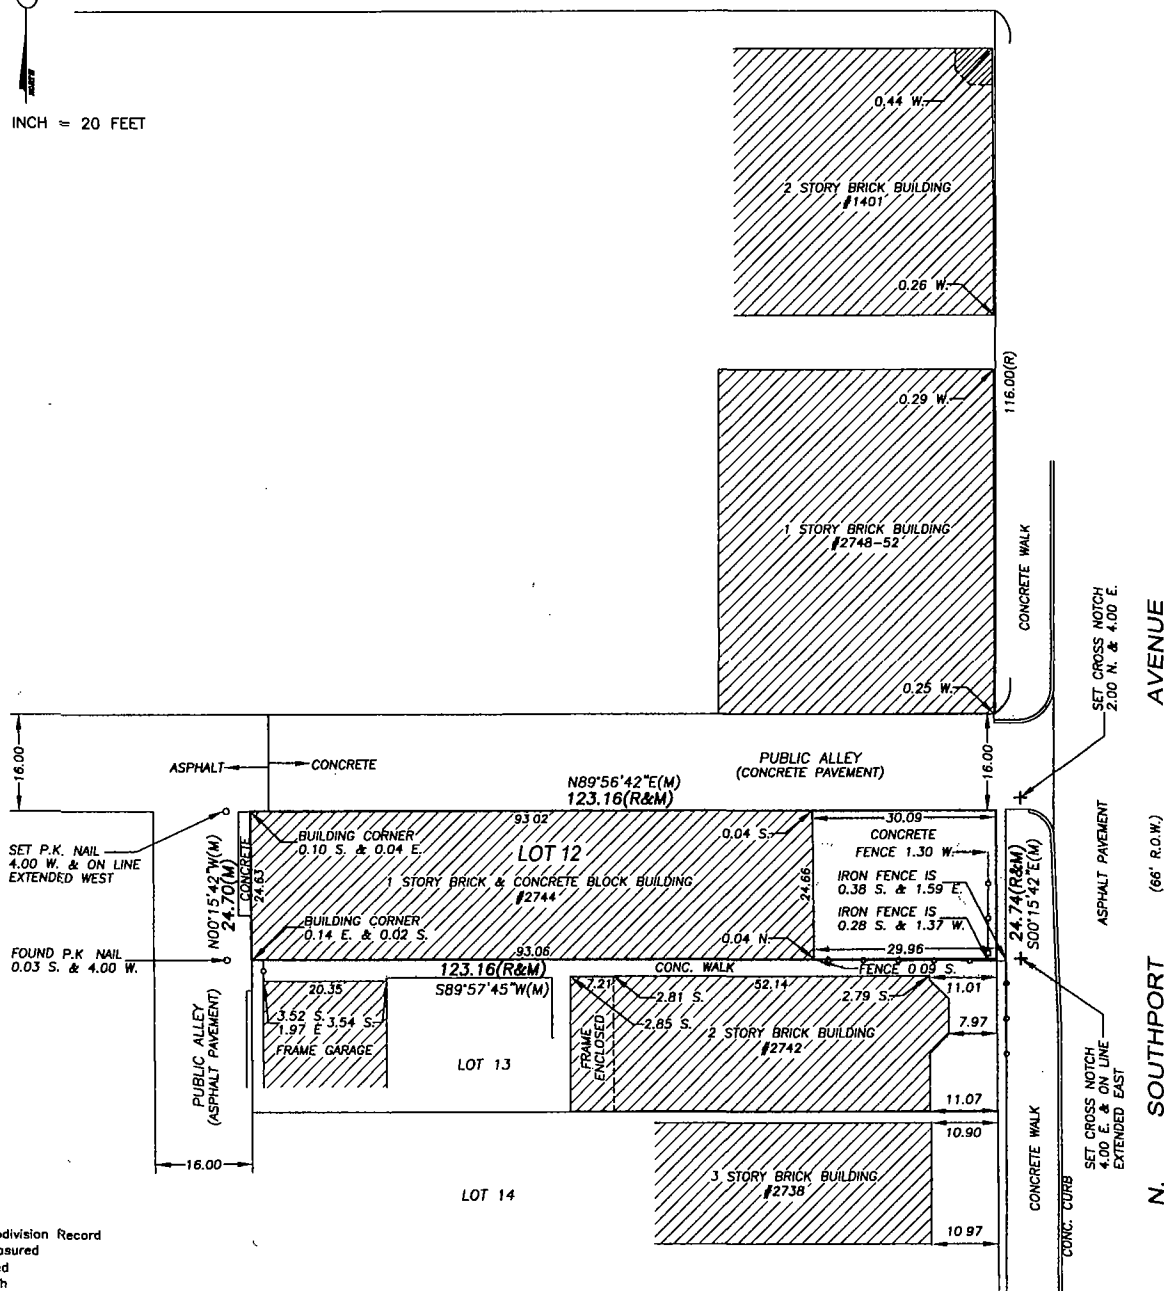 NORTH
INCH = 20 FEET
0.44 W.
2 STORY BRICK BUILDING
#1401
0.26 W.
116.00(R)
0.29 W.
1 STORY BRICK BUILDING
#2748-52
CONCRETE WALK
0.25 W.
SET CROSS NOTCH
2.00 N. & 4.00 E.
AVENUE
16.00
ASPHALT
CONCRETE
PUBLIC ALLEY
(CONCRETE PAVEMENT)
16.00
N89°56'42"E(M)
123.16(R&M)
SET P.K. NAIL
4.00 W. & ON LINE
EXTENDED WEST
N00°15'42"W(M)
24.70(M)
CONCRETE
24.63
93.02
BUILDING CORNER
0.10 S. & 0.04 E.
LOT 12
1 STORY BRICK & CONCRETE BLOCK BUILDING
#2744
0.04 S.
24.66
30.09
CONCRETE
FENCE 1.30 W.
IRON FENCE IS
0.38 S. & 1.59 E.
IRON FENCE IS
0.28 S. & 1.37 W.
24.74(R&M)
S00°15'42"E(M)
ASPHALT PAVEMENT
(66' R.O.W.)
BUILDING CORNER
0.14 E. & 0.02 S.
0.04 N.
29.96
93.06
FOUND P.K NAIL
0.03 S. & 4.00 W.
123.16(R&M)
S89°57'45"W(M)
CONC. WALK
FENCE 0.09 S.
PUBLIC ALLEY
(ASPHALT PAVEMENT)
20.35
3.52 S.
1.97 E
3.54 S.
FRAME GARAGE
LOT 13
7.21
2.81 S.
2.85 S.
52.14
2.79 S.
11.01
FRAME
ENCLOSED
2 STORY BRICK BUILDING
#2742
7.97
11.07
SET CROSS NOTCH
4.00 E. & ON LINE
EXTENDED EAST
SOUTHPORT
10.90
16.00
LOT 14
3 STORY BRICK BUILDING
#2738
10.97
CONCRETE WALK
CONC. CURB
N.
division Record
sured
ed
h